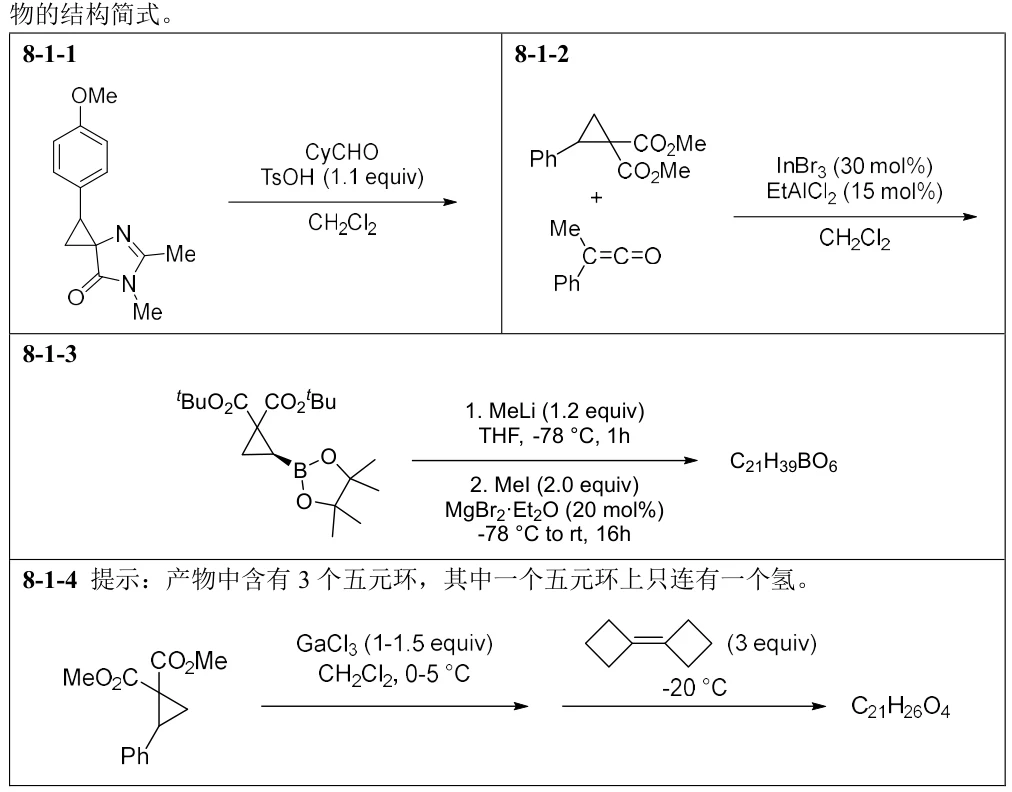 物的结构简式。
8-1-1
OMe
N
Me
N
O
Me
CyCHO
TsOH (1.1 equiv)
CH₂Cl₂
8-1-2
Ph
CO₂Me
CO₂Me
+
Me
C=C=O
Ph
InBr₃ (30 mol%)
EtAlCl₂ (15 mol%)
CH₂Cl₂
8-1-3
ᵗBuO₂C CO₂ᵗBu
B
O
O
1. MeLi (1.2 equiv)
THF, -78 °C, 1h
2. MeI (2.0 equiv)
MgBr₂·Et₂O (20 mol%)
-78 °C to rt, 16h
C₂₁H₃₉BO₆
8-1-4 提示：产物中含有 3 个五元环，其中一个五元环上只连有一个氢。
CO₂Me
MeO₂C
Ph
GaCl₃ (1-1.5 equiv)
CH₂Cl₂, 0-5 °C
(3 equiv)
-20 °C
C₂₁H₂₆O₄